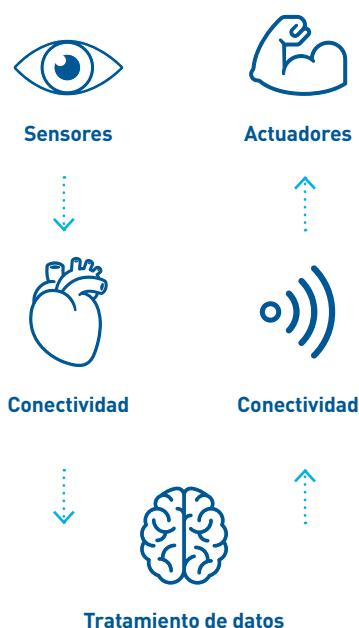 Sensores
Actuadores
Conectividad
Conectividad
Tratamiento de datos